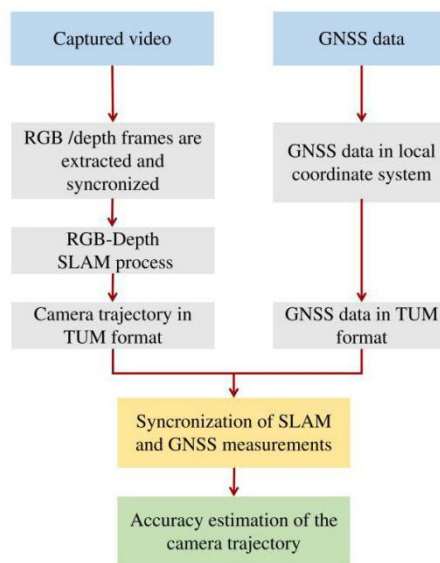 Captured video
GNSS data
RGB /depth frames are
extracted and
syncronized
GNSS data in local
coordinate system
RGB-Depth
SLAM process
Camera trajectory in
TUM format
GNSS data in TUM
format
Syncronization of SLAM
and GNSS measurements
Accuracy estimation of the
camera trajectory